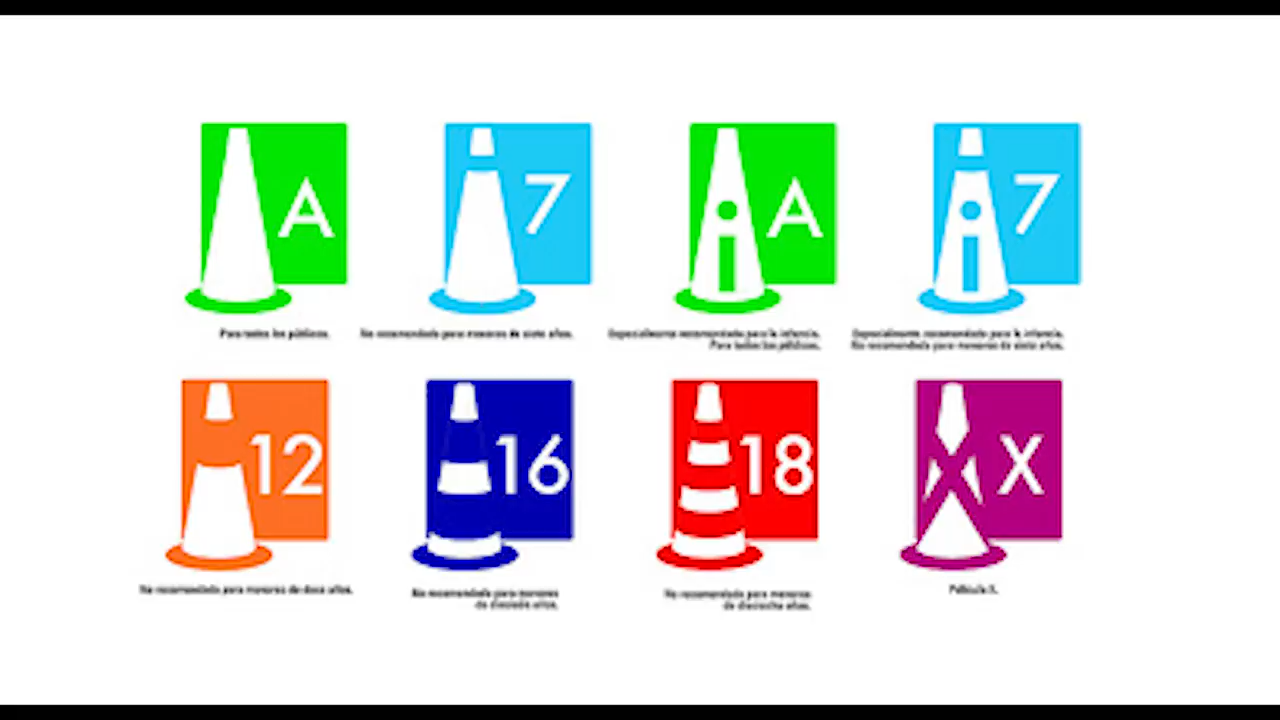 A
7
i A
i 7
Para todos los públicos.
No recomendada para menores de siete años.
Especialmente recomendada para la infancia.
Para todos los públicos.
Especialmente recomendada para la infancia.
No recomendada para menores de siete años.
12
16
18
X
No recomendada para menores de doce años.
No recomendada para menores
de dieciséis años.
No recomendada para menores
de dieciocho años.
Película X.